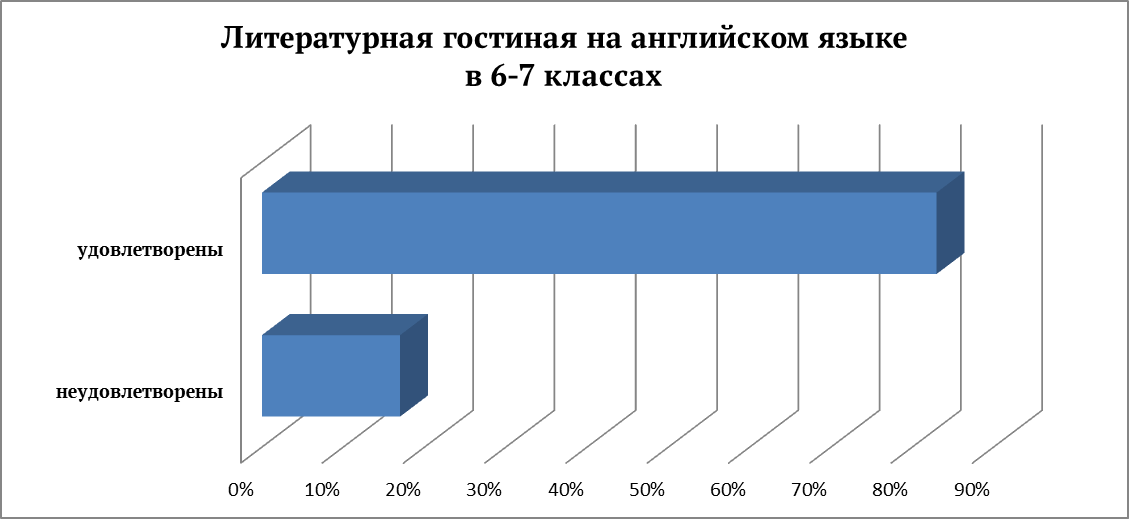 Литературная гостиная на английском языке
в 6-7 классах
удовлетворены
неудовлетворены
0% 10% 20% 30% 40% 50% 60% 70% 80% 90%